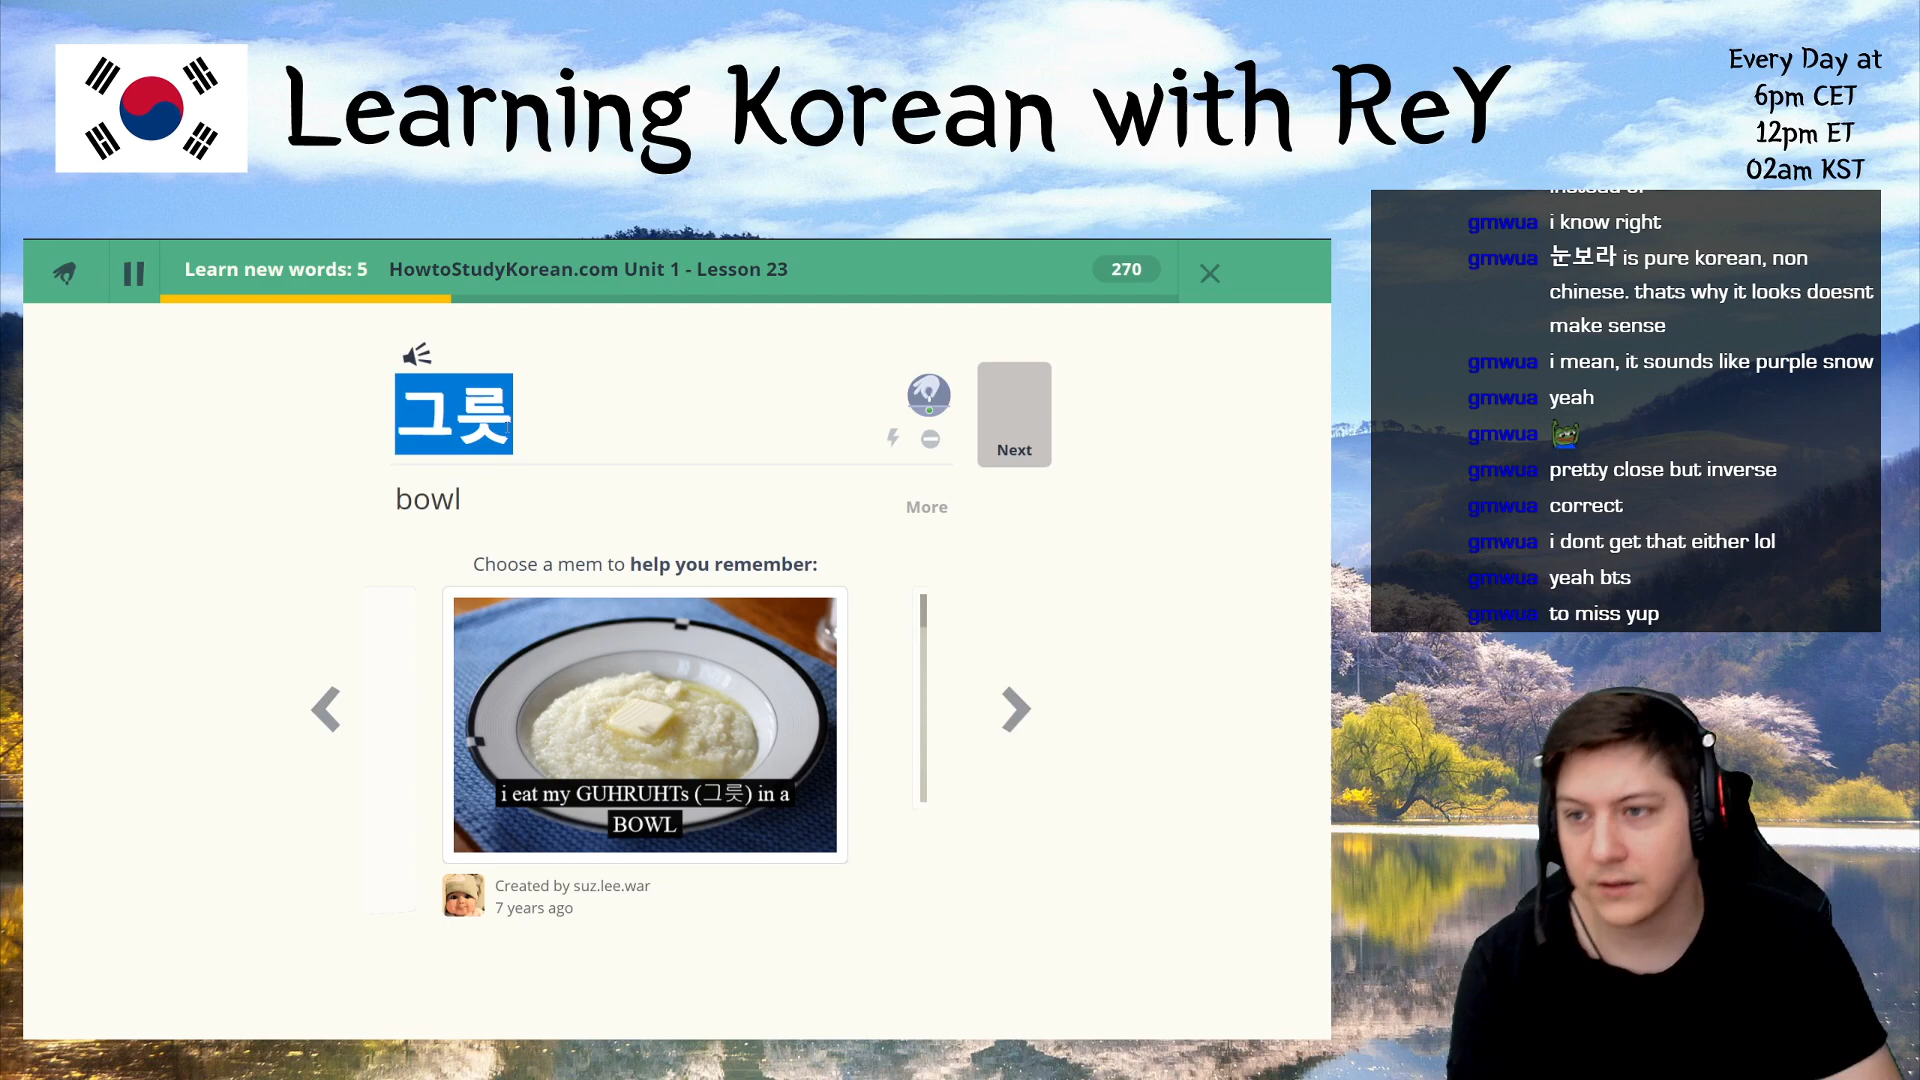 Learning Korean with ReY
Every Day at
6pm CET
12pm ET
02am KST
Learn new words: 5 HowtoStudyKorean.com Unit 1 - Lesson 23
270
그릇
Next
bowl
More
Choose a mem to help you remember:
i eat my GUHRUHTs (그릇) in a
BOWL
Created by suz.lee.war
7 years ago
instead of
gmwua i know right
gmwua 눈보라 is pure korean, non
chinese. thats why it looks doesnt
make sense
gmwua i mean, it sounds like purple snow
gmwua yeah
gmwua
gmwua pretty close but inverse
gmwua correct
gmwua i dont get that either lol
gmwua yeah bts
gmwua to miss yup